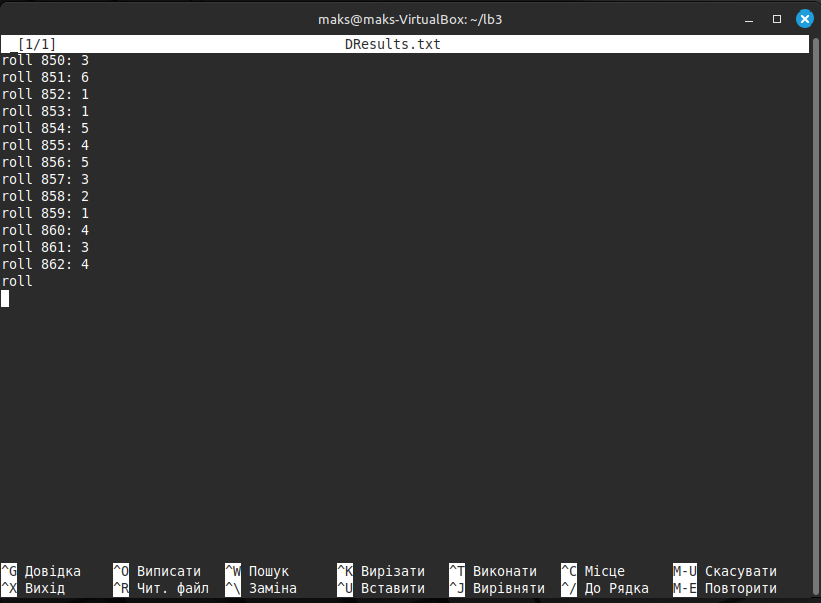 maks@maks-VirtualBox: ~/lb3
[1/1] DResults.txt
roll 850: 3
roll 851: 6
roll 852: 1
roll 853: 1
roll 854: 5
roll 855: 4
roll 856: 5
roll 857: 3
roll 858: 2
roll 859: 1
roll 860: 4
roll 861: 3
roll 862: 4
roll
^G Довідка ^O Виписати ^W Пошук ^K Вирізати ^T Виконати ^C Місце M-U Скасувати
^X Вихід ^R Чит. файл ^\ Заміна ^U Вставити ^J Вирівняти ^/ До Рядка M-E Повторити